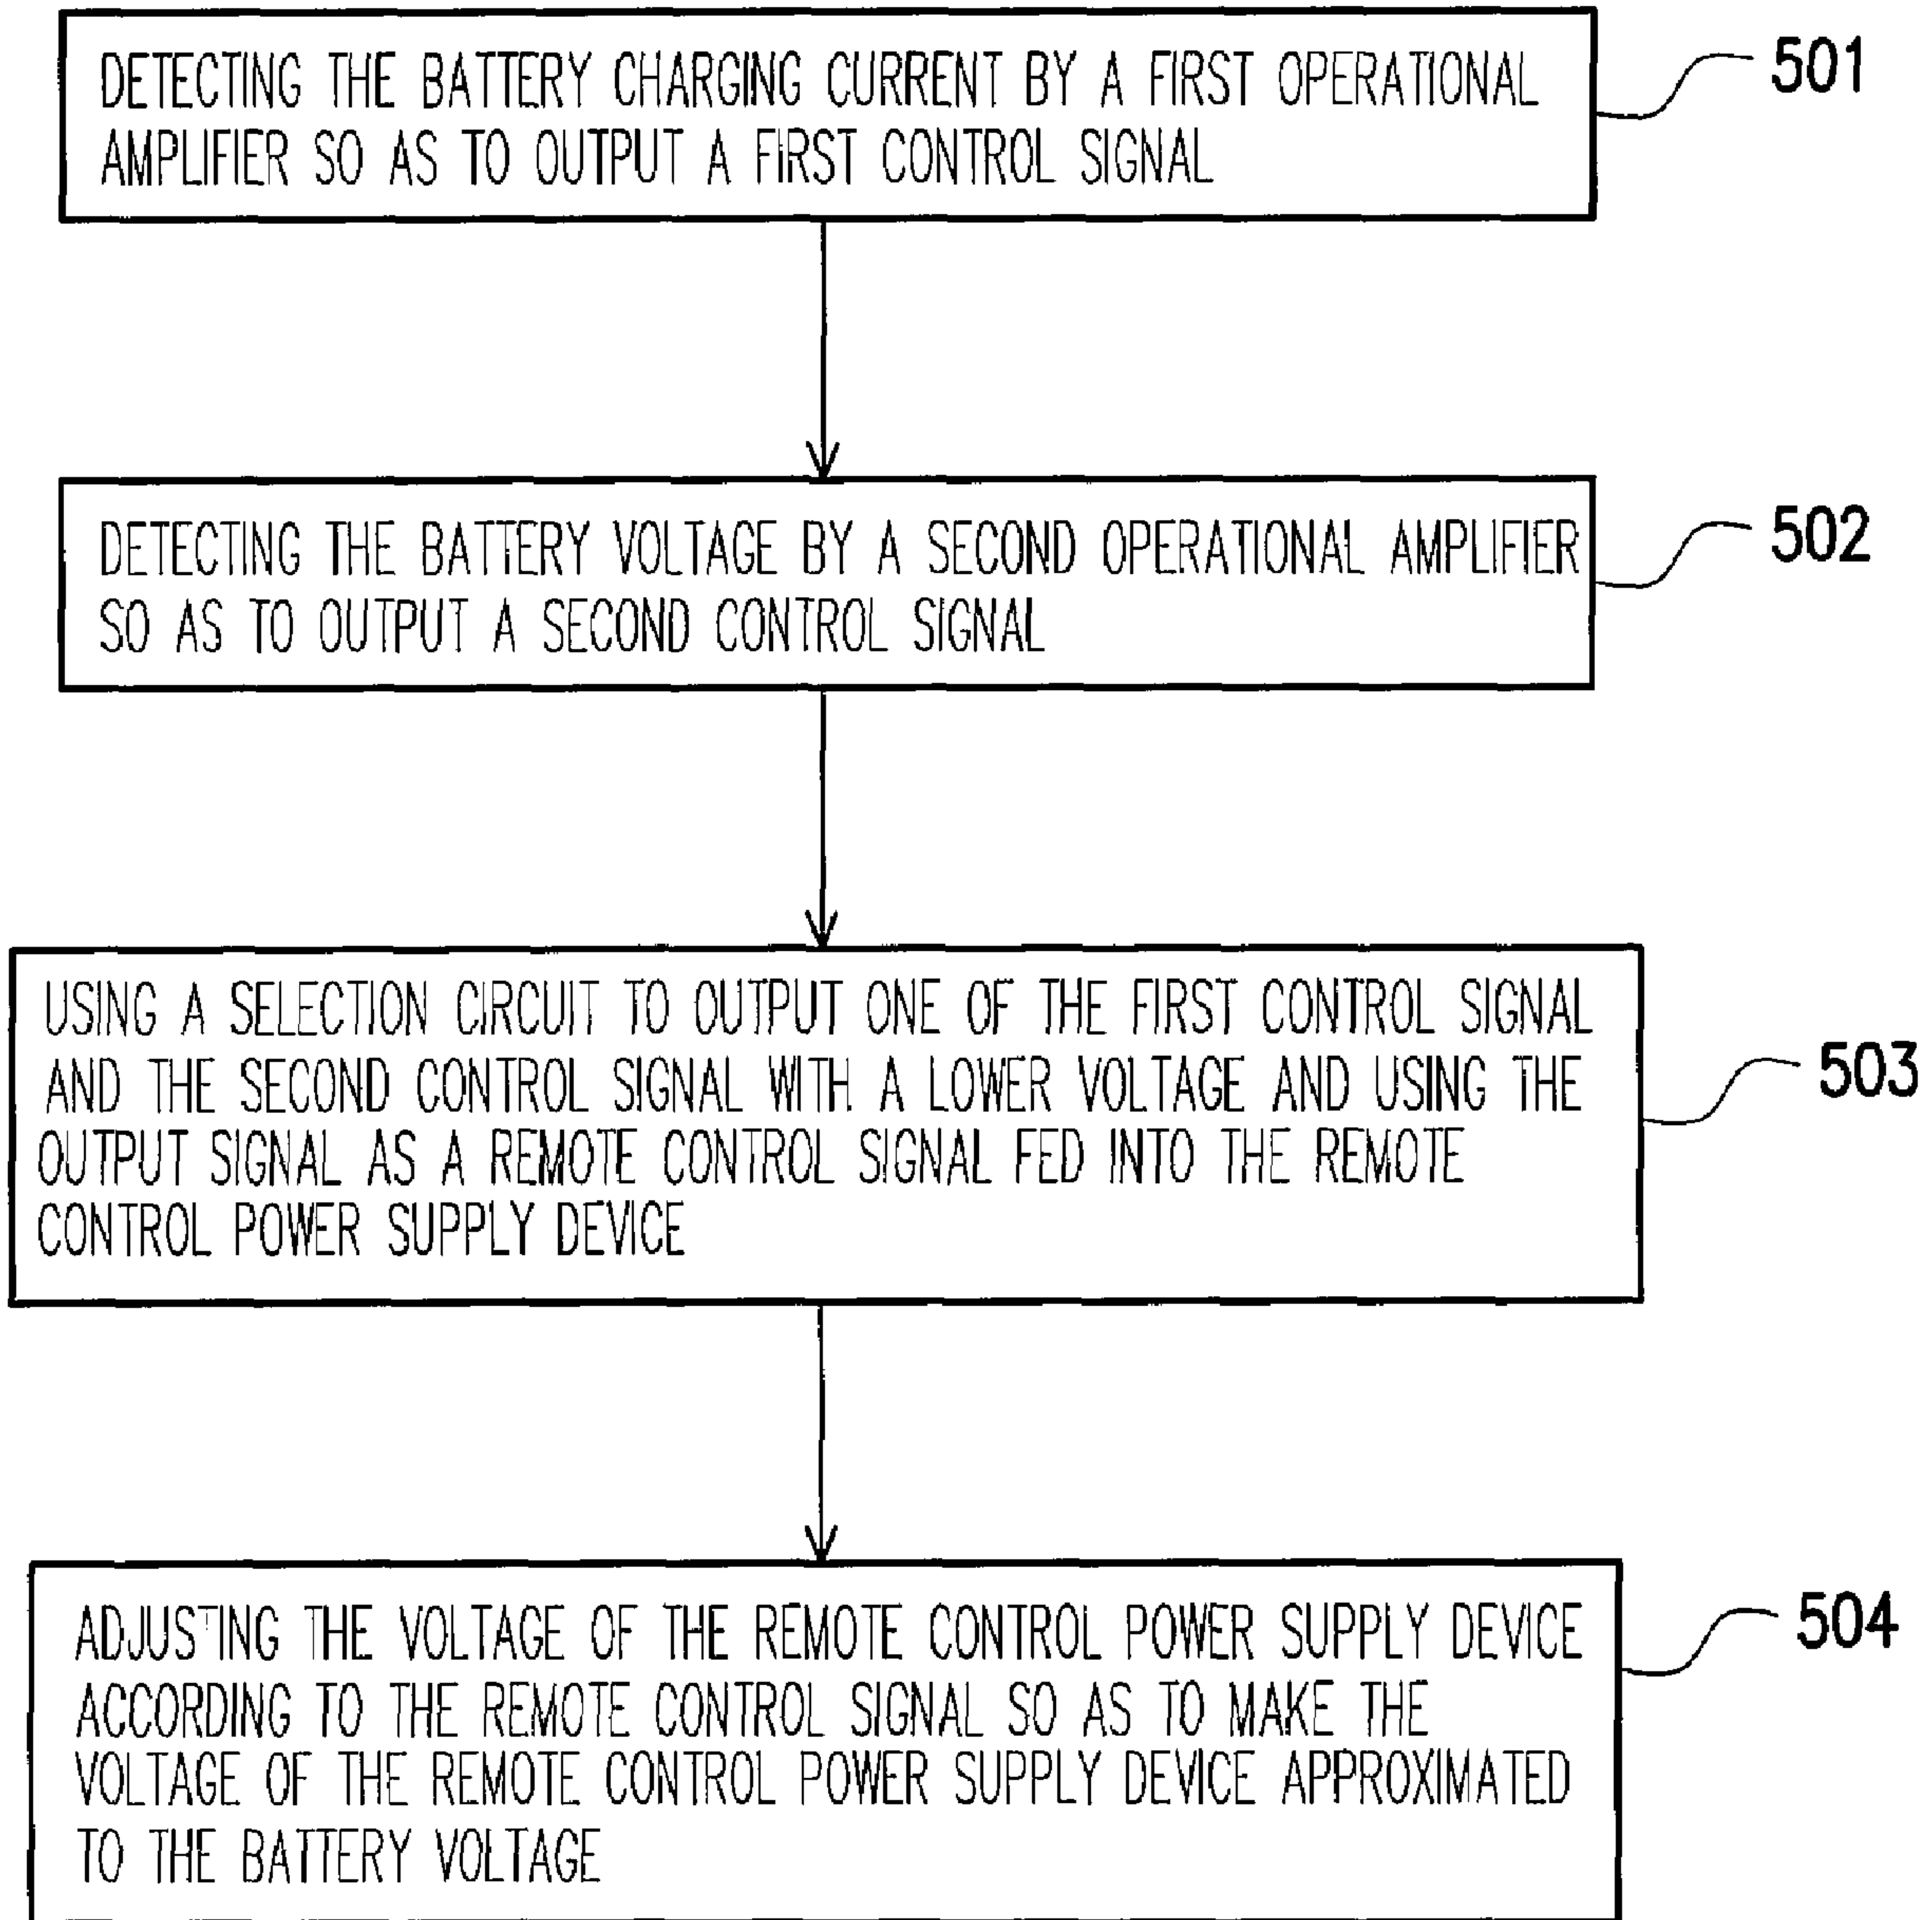 DETECTING THE BATTERY CHARGING CURRENT BY A FIRST OPERATIONAL
AMPLIFIER SO AS TO OUTPUT A FIRST CONTROL SIGNAL
501
DETECTING THE BATTERY VOLTAGE BY A SECOND OPERATIONAL AMPLIFIER
SO AS TO OUTPUT A SECOND CONTROL SIGNAL
502
USING A SELECTION CIRCUIT TO OUTPUT ONE OF THE FIRST CONTROL SIGNAL
AND THE SECOND CONTROL SIGNAL WITH A LOWER VOLTAGE AND USING THE
OUTPUT SIGNAL AS A REMOTE CONTROL SIGNAL FED INTO THE REMOTE
CONTROL POWER SUPPLY DEVICE
503
ADJUSTING THE VOLTAGE OF THE REMOTE CONTROL POWER SUPPLY DEVICE
ACCORDING TO THE REMOTE CONTROL SIGNAL SO AS TO MAKE THE
VOLTAGE OF THE REMOTE CONTROL POWER SUPPLY DEVICE APPROXIMATED
TO THE BATTERY VOLTAGE
504